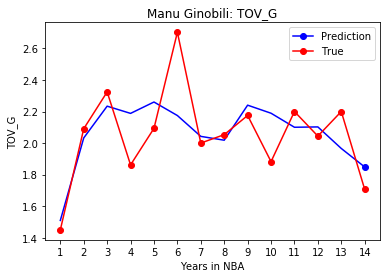 Manu Ginobili: TOV_G
Prediction
True
TOV_G
2.6
2.4
2.2
2.0
1.8
1.6
1.4
1 2 3 4 5 6 7 8 9 10 11 12 13 14
Years in NBA